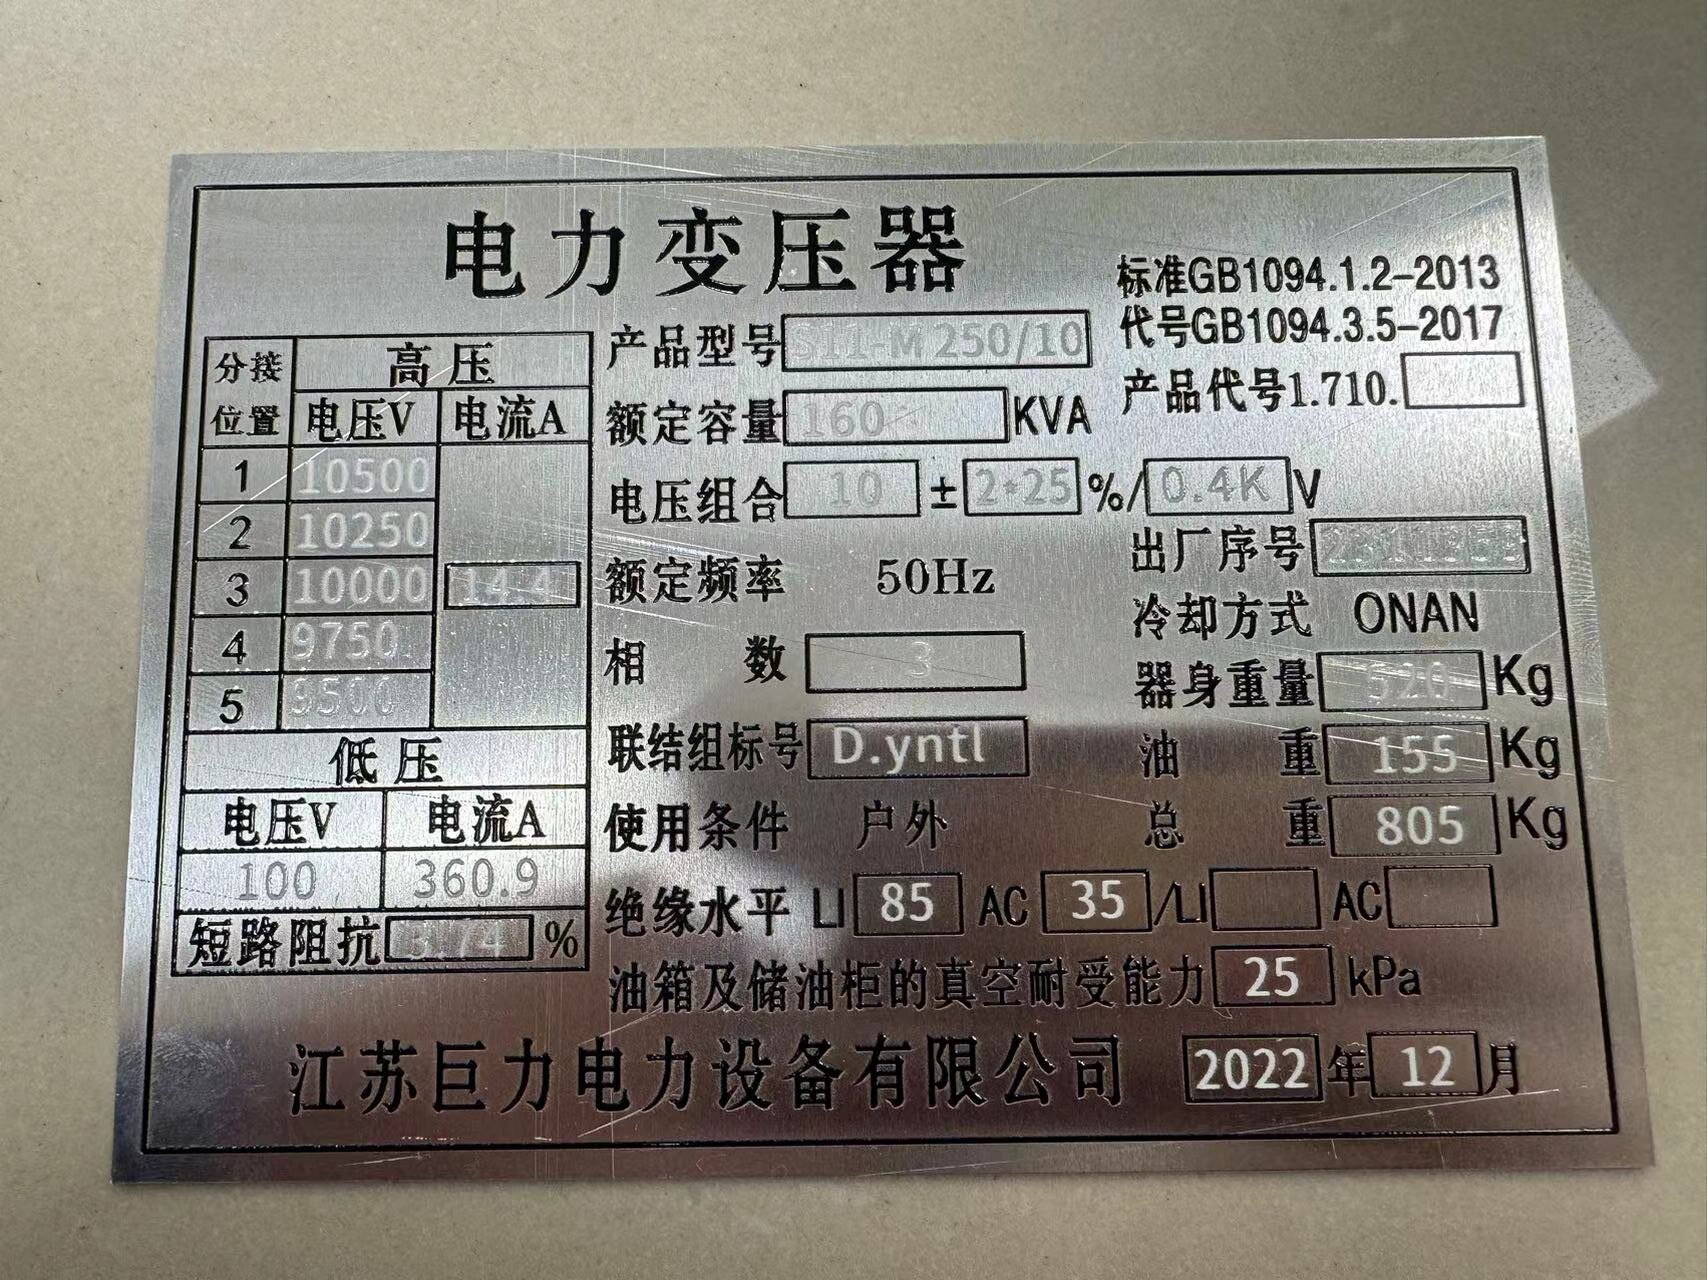 电力变压器
标准GB1094.1.2-2013
代号GB1094.3.5-2017
产品型号 S11-M 250/10
产品代号1.710.
额定容量 160 KVA
电压组合 10 ± 2*25 %/ 0.4K V
额定频率 50Hz
出厂序号
冷却方式 ONAN
相 数 3
器身重量 520 Kg
联结组标号 D.yntl
油 重 155 Kg
使用条件 户外
总 重 805 Kg
绝缘水平 LI 85 AC 35 /LI AC
油箱及储油柜的真空耐受能力 25 kPa
分接位置 高压
电压V 电流A
1 10500
2 10250
3 10000 14.4
4 9750
5 9500
低压
电压V 电流A
100 360.9
短路阻抗 3.74 %
江苏巨力电力设备有限公司 2022 年 12 月